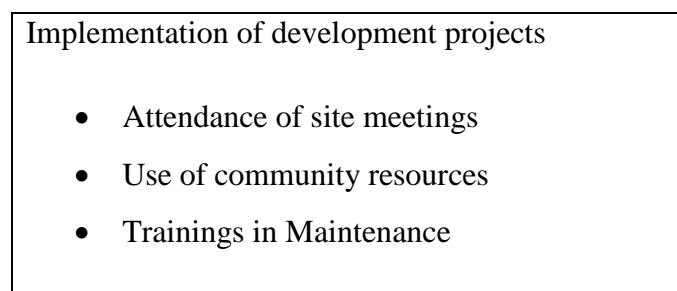 Implementation of development projects
• Attendance of site meetings
• Use of community resources
• Trainings in Maintenance